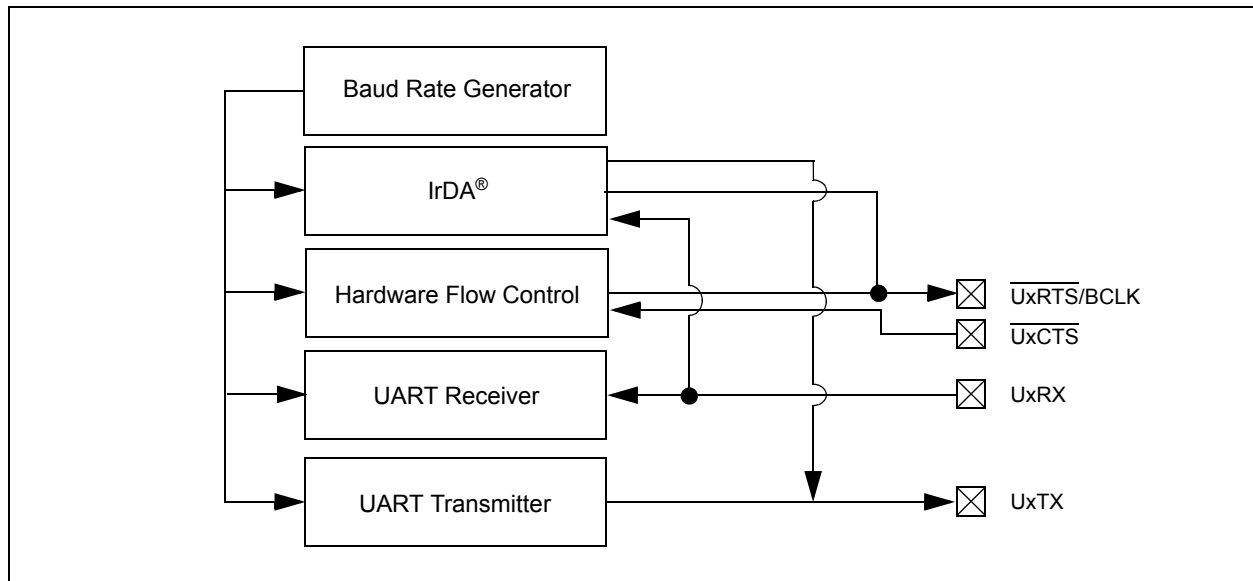 Baud Rate Generator
IrDA®
Hardware Flow Control
UxRTS/BCLK
UxCTS
UART Receiver
UxRX
UART Transmitter
UxTX